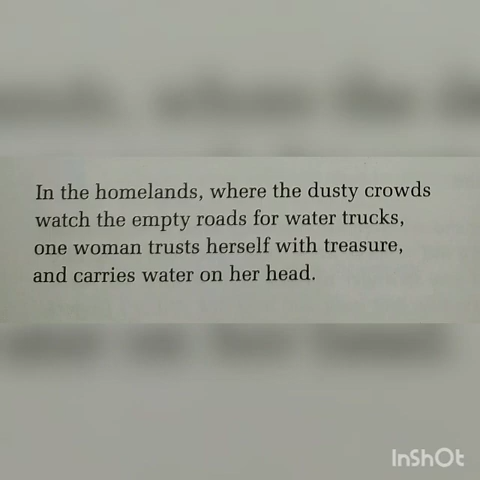 In the homelands, where the dusty crowds
watch the empty roads for water trucks,
one woman trusts herself with treasure,
and carries water on her head.
InShOt